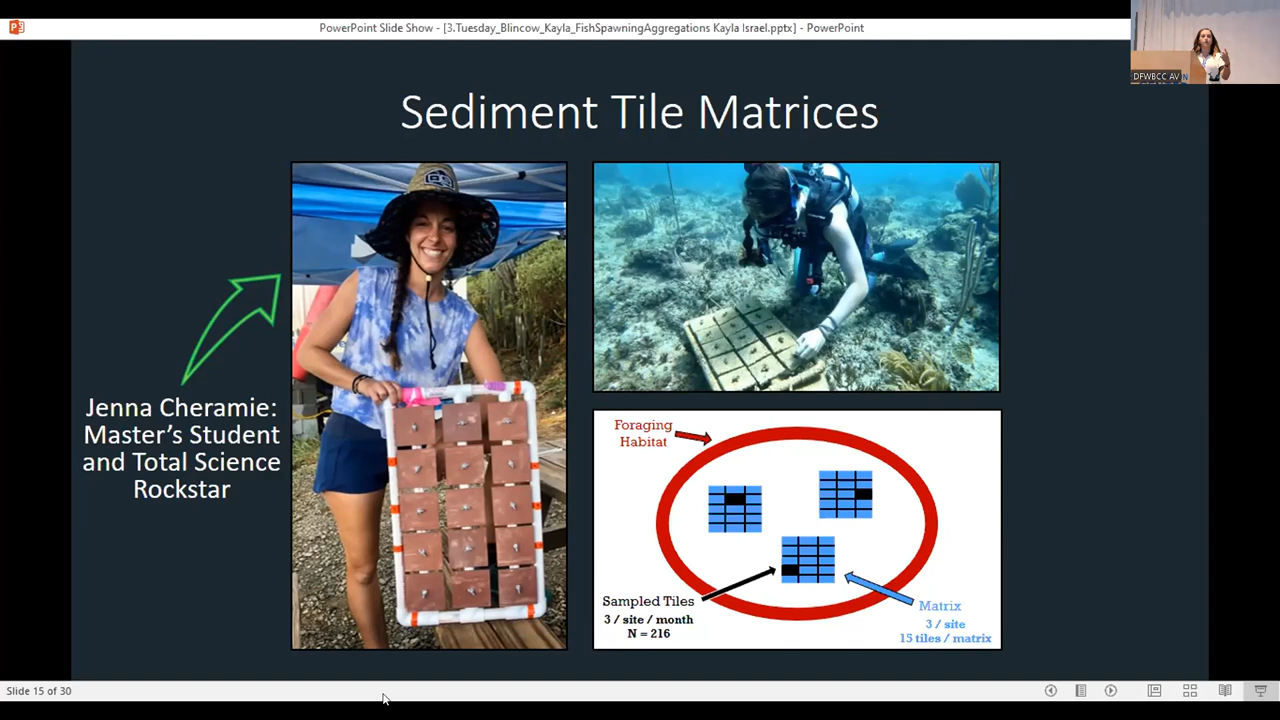 PowerPoint Slide Show - [3.Tuesday_Blincow_Kayla_FishSpawningAggregations Kayla Israel.pptx] - PowerPoint
DFWBCC AV
Sediment Tile Matrices
Jenna Cheramie:
Master's Student
and Total Science
Rockstar
Foraging
Habitat
Sampled Tiles
3 / site / month
N = 216
Matrix
3 / site
15 tiles / matrix
Slide 15 of 30